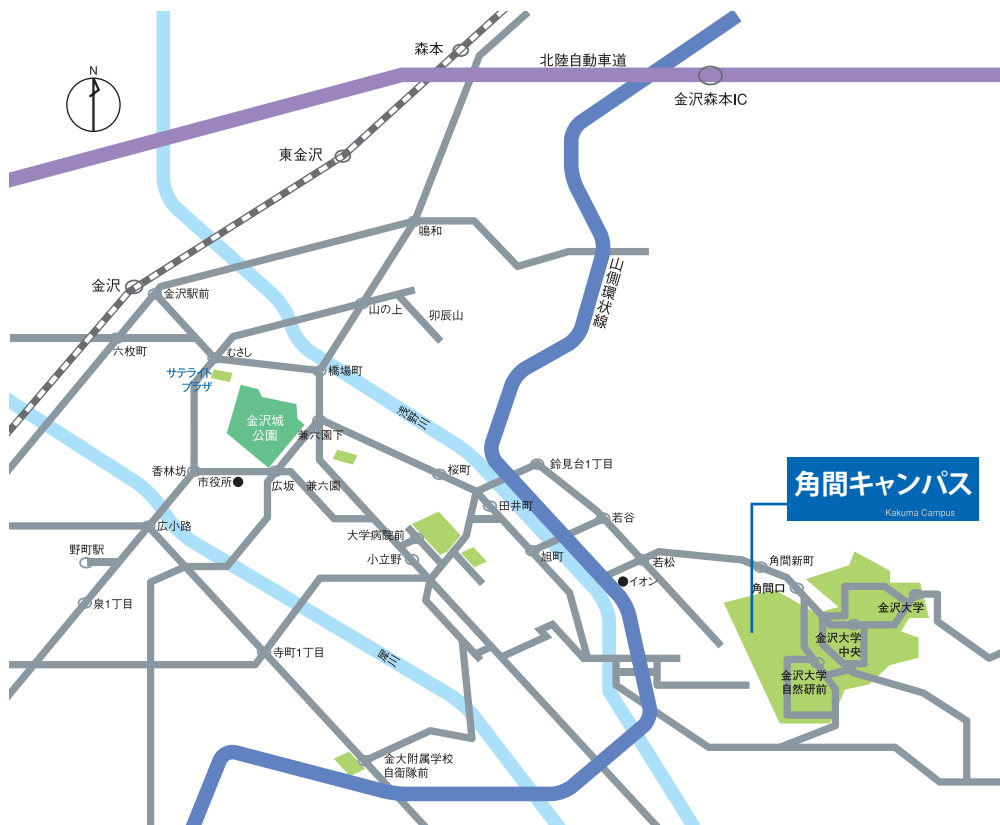 森本
北陸自動車道
N
金沢森本IC
東金沢
鳴和
山側環状線
金沢
金沢駅前
山の上
卯辰山
六枚町
むさし
サテライト
プラザ
橋場町
金沢城
公園
浅野川
兼六園下
香林坊
市役所
広坂
兼六園
桜町
鈴見台1丁目
角間キャンパス
Kakuma Campus
田井町
若谷
広小路
大学病院前
旭町
野町駅
小立野
若松
角間新町
イオン
角間口
泉1丁目
金沢大学
金沢大学
中央
寺町1丁目
犀川
金沢大学
自然研前
金大附属学校
自衛隊前